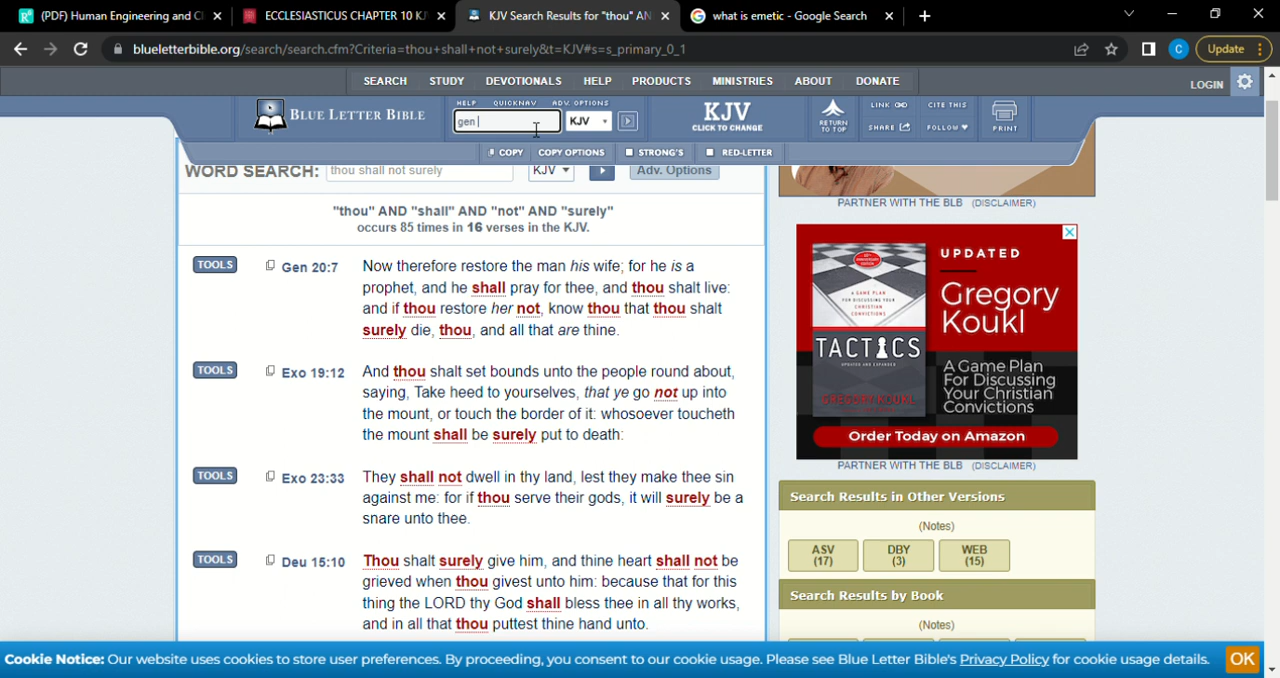 (PDF) Human Engineering and C
ECCLESIASTICUS CHAPTER 10 KJ
KJV Search Results for "thou" AN
what is emetic - Google Search
blueletterbible.org/search/search.cfm?Criteria=thou+shall+not+surely&t=KJV#s=s_primary_0_1
C
Update
SEARCH STUDY DEVOTIONALS HELP PRODUCTS MINISTRIES ABOUT DONATE
LOGIN
BLUE LETTER BIBLE
HELP QUICKNAV ADV. OPTIONS
gen
KJV
KJV
CLICK TO CHANGE
RETURN
TO TOP
LINK
CITE THIS
SHARE
FOLLOW
PRINT
COPY COPY OPTIONS STRONG'S RED-LETTER
WORD SEARCH: thou shall not surely KJV Adv. Options
"thou" AND "shall" AND "not" AND "surely"
occurs 85 times in 16 verses in the KJV.
TOOLS
Gen 20:7
Now therefore restore the man his wife; for he is a
prophet, and he shall pray for thee, and thou shalt live:
and if thou restore her not, know thou that thou shalt
surely die, thou, and all that are thine.
TOOLS
Exo 19:12
And thou shalt set bounds unto the people round about,
saying, Take heed to yourselves, that ye go not up into
the mount, or touch the border of it: whosoever toucheth
the mount shall be surely put to death:
TOOLS
Exo 23:33
They shall not dwell in thy land, lest they make thee sin
against me: for if thou serve their gods, it will surely be a
snare unto thee.
TOOLS
Deu 15:10
Thou shalt surely give him, and thine heart shall not be
grieved when thou givest unto him: because that for this
thing the LORD thy God shall bless thee in all thy works,
and in all that thou puttest thine hand unto.
PARTNER WITH THE BLB (DISCLAIMER)
UPDATED
Gregory
Koukl
TACTICS
A GAME PLAN
FOR DISCUSSING
YOUR CHRISTIAN
CONVICTIONS
UPDATED AND EXPANDED
GREGORY KOUKL
A Game Plan
For Discussing
Your Christian
Convictions
Order Today on Amazon
PARTNER WITH THE BLB (DISCLAIMER)
Search Results in Other Versions
(Notes)
ASV
(17)
DBY
(3)
WEB
(15)
Search Results by Book
(Notes)
Cookie Notice: Our website uses cookies to store user preferences. By proceeding, you consent to our cookie usage. Please see Blue Letter Bible's Privacy Policy for cookie usage details.
OK